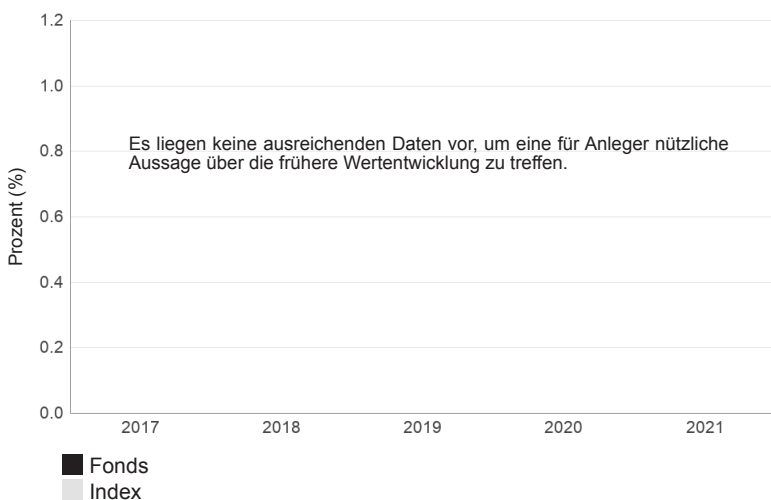 1.2
1.0
Es liegen keine ausreichenden Daten vor, um eine für Anleger nützliche
0.8
Aussage über die frühere Wertentwicklung zu treffen.
Prozent (%)
0.6
0.4
0.2
0.0
2017 2018 2019 2020 2021
Fonds
Index